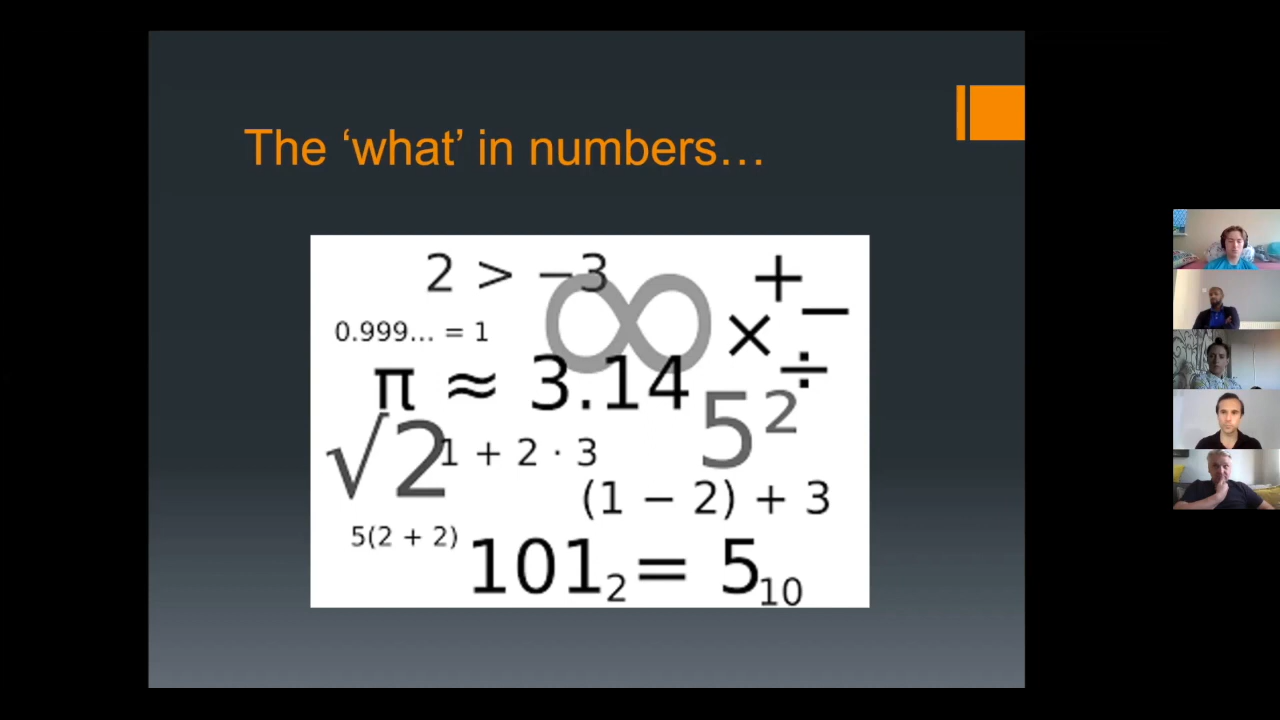 The ‘what’ in numbers…
2 > −3
∞
+
−
×
÷
0.999... = 1
π ≈ 3.14
5²
√2
1 + 2 · 3
(1 − 2) + 3
5(2 + 2)
101₂ = 5₁₀